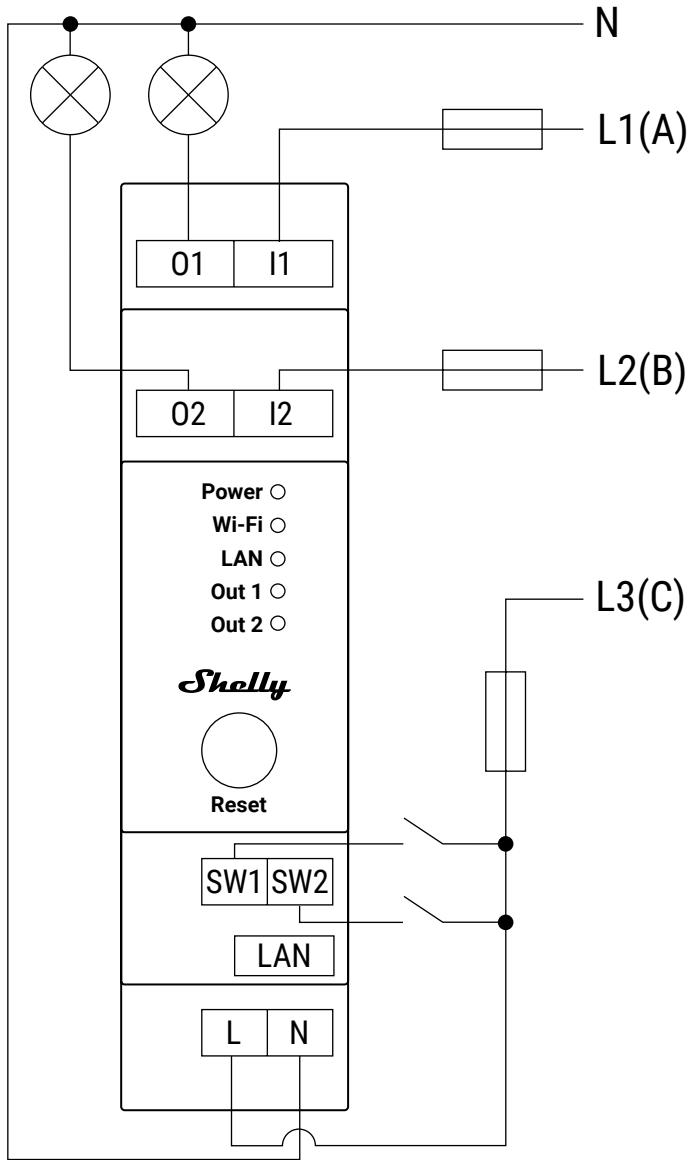 N
L1(A)
O1 I1
L2(B)
O2 I2
Power
Wi-Fi
LAN
Out 1
Out 2
L3(C)
Shelly
Reset
SW1 SW2
LAN
L N